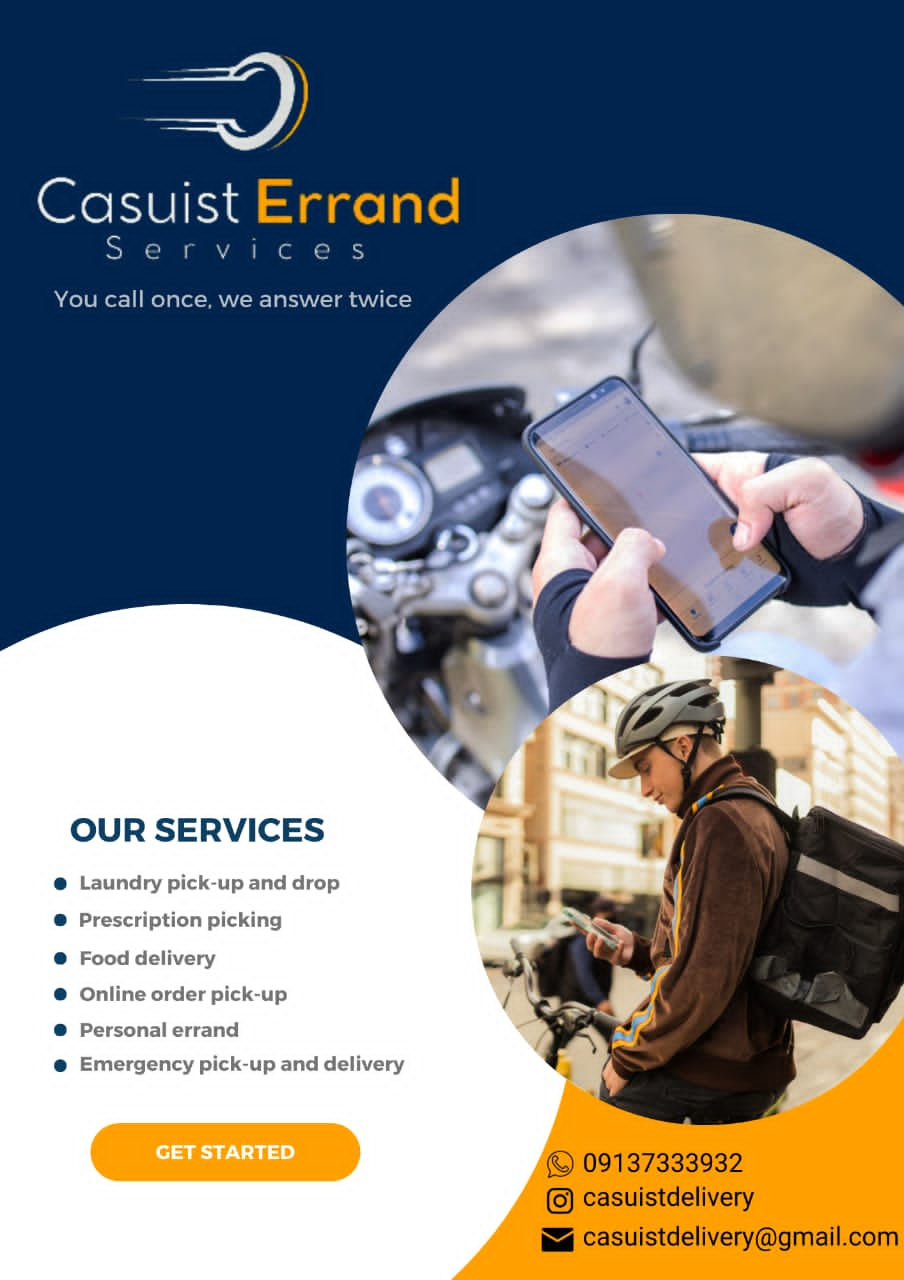 Casuist Errand
Services
You call once, we answer twice
OUR SERVICES
Laundry pick-up and drop
Prescription picking
Food delivery
Online order pick-up
Personal errand
Emergency pick-up and delivery
GET STARTED
09137333932
casuistdelivery
casuistdelivery@gmail.com